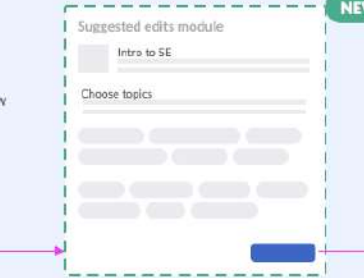 NEW
Suggested edits module
Intro to SE
Choose topics
w